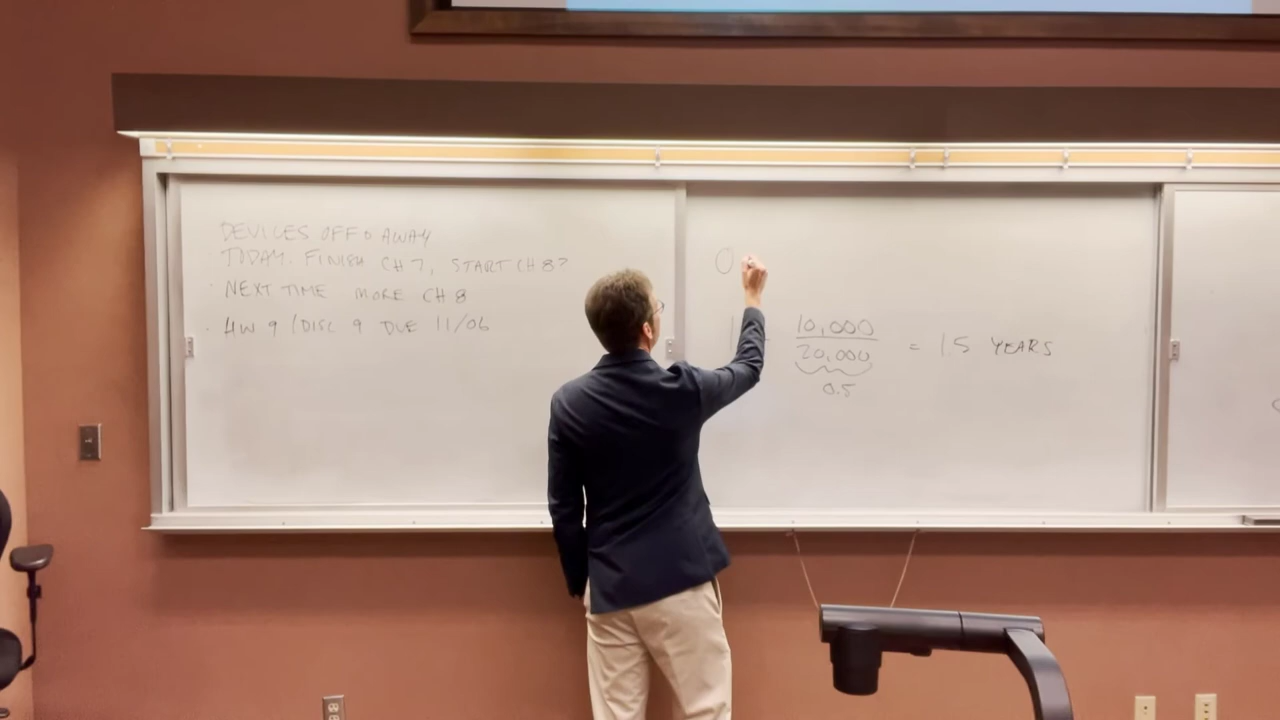 DEVICES OFF & AWAY
TODAY: FINISH CH 7, START CH 8?
NEXT TIME MORE CH 8
HW 9 / DISC 9 DUE 11/06
0
10,000
20,000
= 1.5 YEARS
0.5